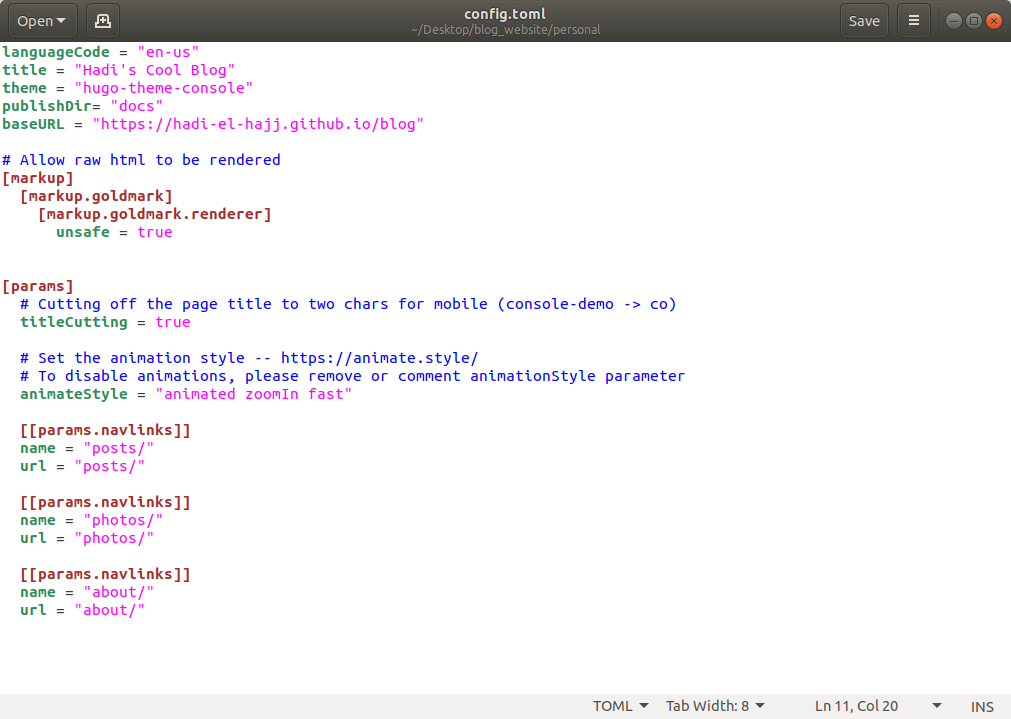 Open
config.toml
~/Desktop/blog_website/personal
Save
languageCode = "en-us"
title = "Hadi's Cool Blog"
theme = "hugo-theme-console"
publishDir= "docs"
baseURL = "https://hadi-el-hajj.github.io/blog"

# Allow raw html to be rendered
[markup]
  [markup.goldmark]
    [markup.goldmark.renderer]
      unsafe = true


[params]
  # Cutting off the page title to two chars for mobile (console-demo -> co)
  titleCutting = true

  # Set the animation style -- https://animate.style/
  # To disable animations, please remove or comment animationStyle parameter
  animateStyle = "animated zoomIn fast"

  [[params.navlinks]]
  name = "posts/"
  url = "posts/"

  [[params.navlinks]]
  name = "photos/"
  url = "photos/"

  [[params.navlinks]]
  name = "about/"
  url = "about/"

TOML
Tab Width: 8
Ln 11, Col 20
INS